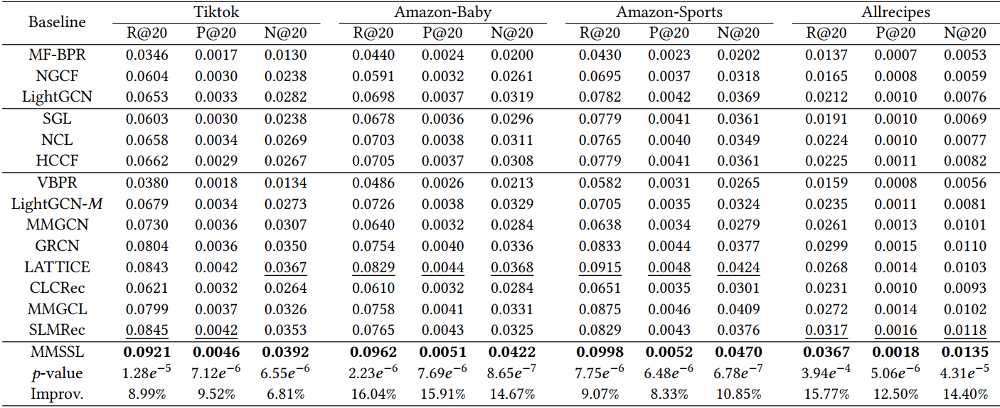 Baseline Tiktok Amazon-Baby Amazon-Sports Allrecipes
R@20 P@20 N@20 R@20 P@20 N@20 R@20 P@20 N@20 R@20 P@20 N@20
MF-BPR 0.0346 0.0017 0.0130 0.0440 0.0024 0.0200 0.0430 0.0023 0.0202 0.0137 0.0007 0.0053
NGCF 0.0604 0.0030 0.0238 0.0591 0.0032 0.0261 0.0695 0.0037 0.0318 0.0165 0.0008 0.0059
LightGCN 0.0653 0.0033 0.0282 0.0698 0.0037 0.0319 0.0782 0.0042 0.0369 0.0212 0.0010 0.0076
SGL 0.0603 0.0030 0.0238 0.0678 0.0036 0.0296 0.0779 0.0041 0.0361 0.0191 0.0010 0.0069
NCL 0.0658 0.0034 0.0269 0.0703 0.0038 0.0311 0.0765 0.0040 0.0349 0.0224 0.0010 0.0077
HCCF 0.0662 0.0029 0.0267 0.0705 0.0037 0.0308 0.0779 0.0041 0.0361 0.0225 0.0011 0.0082
VBPR 0.0380 0.0018 0.0134 0.0486 0.0026 0.0213 0.0582 0.0031 0.0265 0.0159 0.0008 0.0056
LightGCN-M 0.0679 0.0034 0.0273 0.0726 0.0038 0.0329 0.0705 0.0035 0.0324 0.0235 0.0011 0.0081
MMGCN 0.0730 0.0036 0.0307 0.0640 0.0032 0.0284 0.0638 0.0034 0.0279 0.0261 0.0013 0.0101
GRCN 0.0804 0.0036 0.0350 0.0754 0.0040 0.0336 0.0833 0.0044 0.0377 0.0299 0.0015 0.0110
LATTICE 0.0843 0.0042 0.0367 0.0829 0.0044 0.0368 0.0915 0.0048 0.0424 0.0268 0.0014 0.0103
CLCRec 0.0621 0.0032 0.0264 0.0610 0.0032 0.0284 0.0651 0.0035 0.0301 0.0231 0.0010 0.0093
MMGCL 0.0799 0.0037 0.0326 0.0758 0.0041 0.0331 0.0875 0.0046 0.0409 0.0272 0.0014 0.0102
SLMRec 0.0845 0.0042 0.0353 0.0765 0.0043 0.0325 0.0829 0.0043 0.0376 0.0317 0.0016 0.0118
MMSSL 0.0921 0.0046 0.0392 0.0962 0.0051 0.0422 0.0998 0.0052 0.0470 0.0367 0.0018 0.0135
p-value 1.28e⁻⁵ 7.12e⁻⁶ 6.55e⁻⁶ 2.23e⁻⁶ 7.69e⁻⁶ 8.65e⁻⁷ 7.75e⁻⁶ 6.48e⁻⁶ 6.78e⁻⁷ 3.94e⁻⁴ 5.06e⁻⁶ 4.31e⁻⁵
Improv. 8.99% 9.52% 6.81% 16.04% 15.91% 14.67% 9.07% 8.33% 10.85% 15.77% 12.50% 14.40%